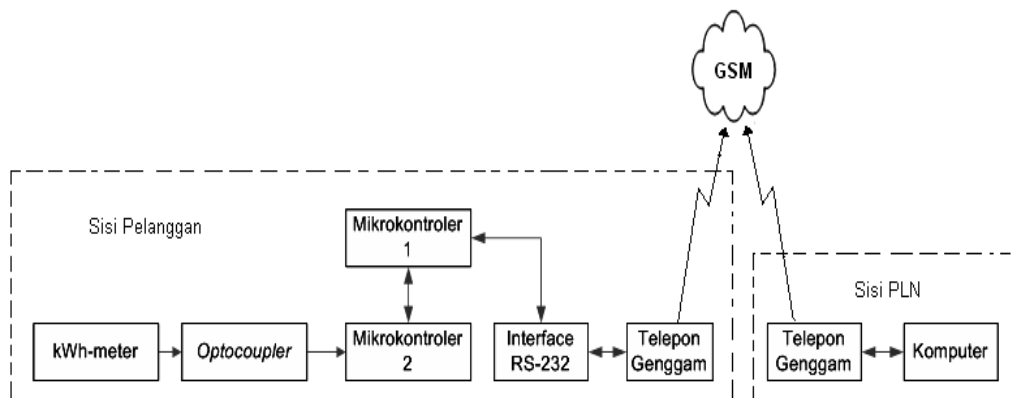 GSM
Sisi Pelanggan
Mikrokontroler
1
Sisi PLN
kWh-meter
Optocoupler
Mikrokontroler
2
Interface
RS-232
Telepon
Genggam
Telepon
Genggam
Komputer